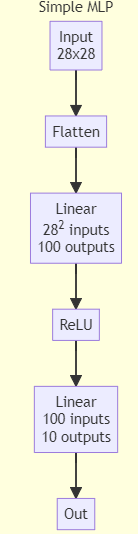 Simple MLP
Input
28x28
Flatten
Linear
28² inputs
100 outputs
ReLU
Linear
100 inputs
10 outputs
Out